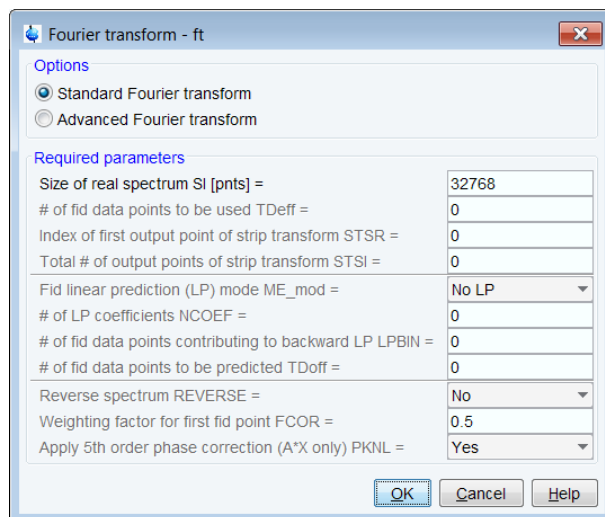 Fourier transform - ft
Options
Standard Fourier transform
Advanced Fourier transform
Required parameters
Size of real spectrum SI [pnts] = 32768
# of fid data points to be used TDeff = 0
Index of first output point of strip transform STSR = 0
Total # of output points of strip transform STSI = 0
Fid linear prediction (LP) mode ME_mod = No LP
# of LP coefficients NCOEF = 0
# of fid data points contributing to backward LP LPBIN = 0
# of fid data points to be predicted TDoff = 0
Reverse spectrum REVERSE = No
Weighting factor for first fid point FCOR = 0.5
Apply 5th order phase correction (A*X only) PKNL = Yes
OK Cancel Help